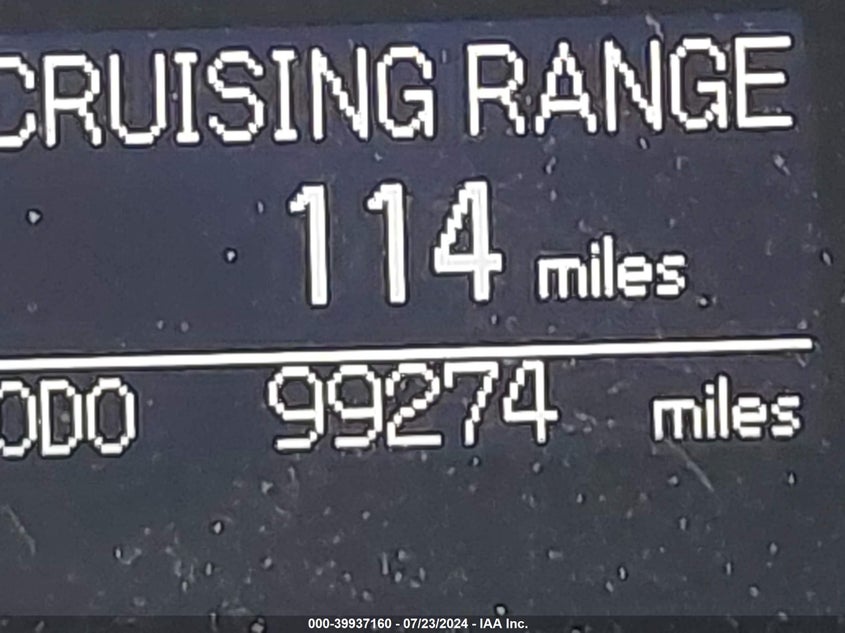 CRUISING RANGE
114 miles
ODO 99274 miles
000-39937160 - 07/23/2024 - IAA Inc.